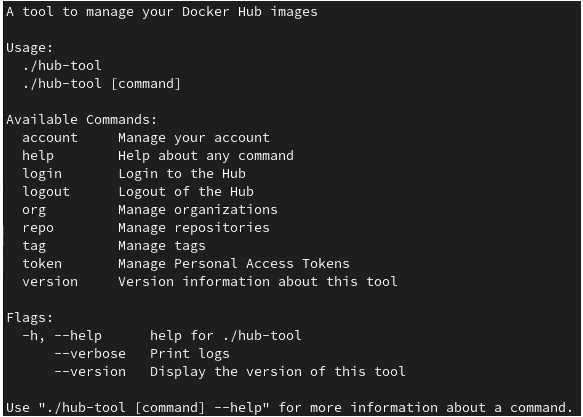 A tool to manage your Docker Hub images

Usage:
  ./hub-tool
  ./hub-tool [command]

Available Commands:
  account     Manage your account
  help        Help about any command
  login       Login to the Hub
  logout      Logout of the Hub
  org         Manage organizations
  repo        Manage repositories
  tag         Manage tags
  token       Manage Personal Access Tokens
  version     Version information about this tool

Flags:
  -h, --help      help for ./hub-tool
      --verbose   Print logs
      --version   Display the version of this tool

Use "./hub-tool [command] --help" for more information about a command.